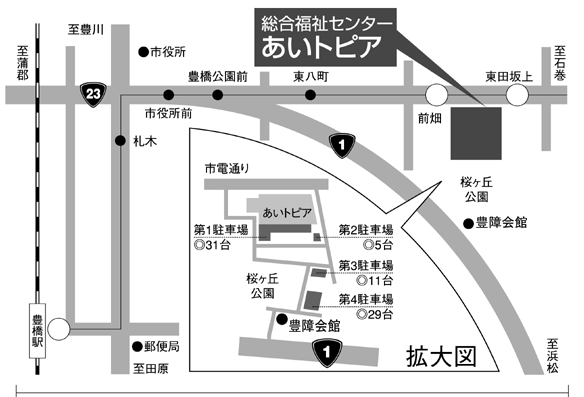 至豊川
総合福祉センター
あいトピア
至蒲郡
市役所
豊橋公園前
東八町
東田坂上
至石巻
23
市役所前
前畑
札木
1
市電通り
桜ヶ丘
公園
あいトピア
第1駐車場
◎31台
第2駐車場
◎5台
豊障会館
第3駐車場
◎11台
桜ヶ丘
公園
第4駐車場
◎29台
豊障会館
豊橋駅
郵便局
1
拡大図
至田原
至浜松